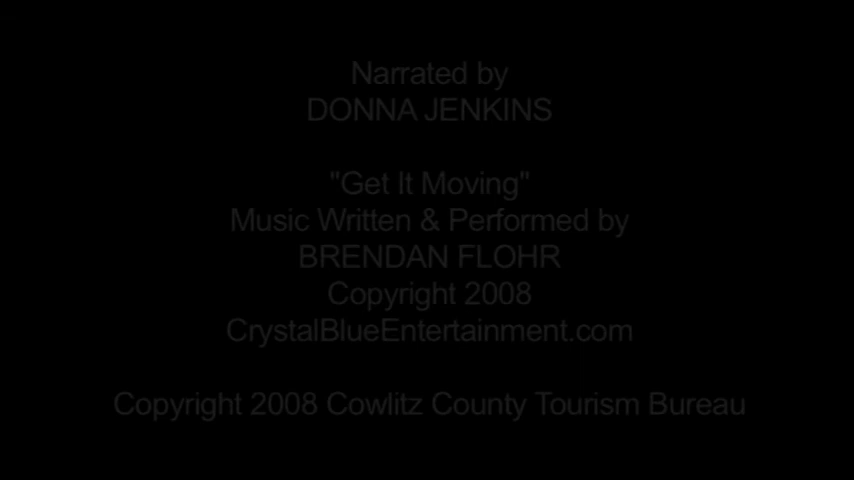 Narrated by
DONNA JENKINS
"Get It Moving"
Music Written & Performed by
BRENDAN FLOHR
Copyright 2008
CrystalBlueEntertainment.com
Copyright 2008 Cowlitz County Tourism Bureau